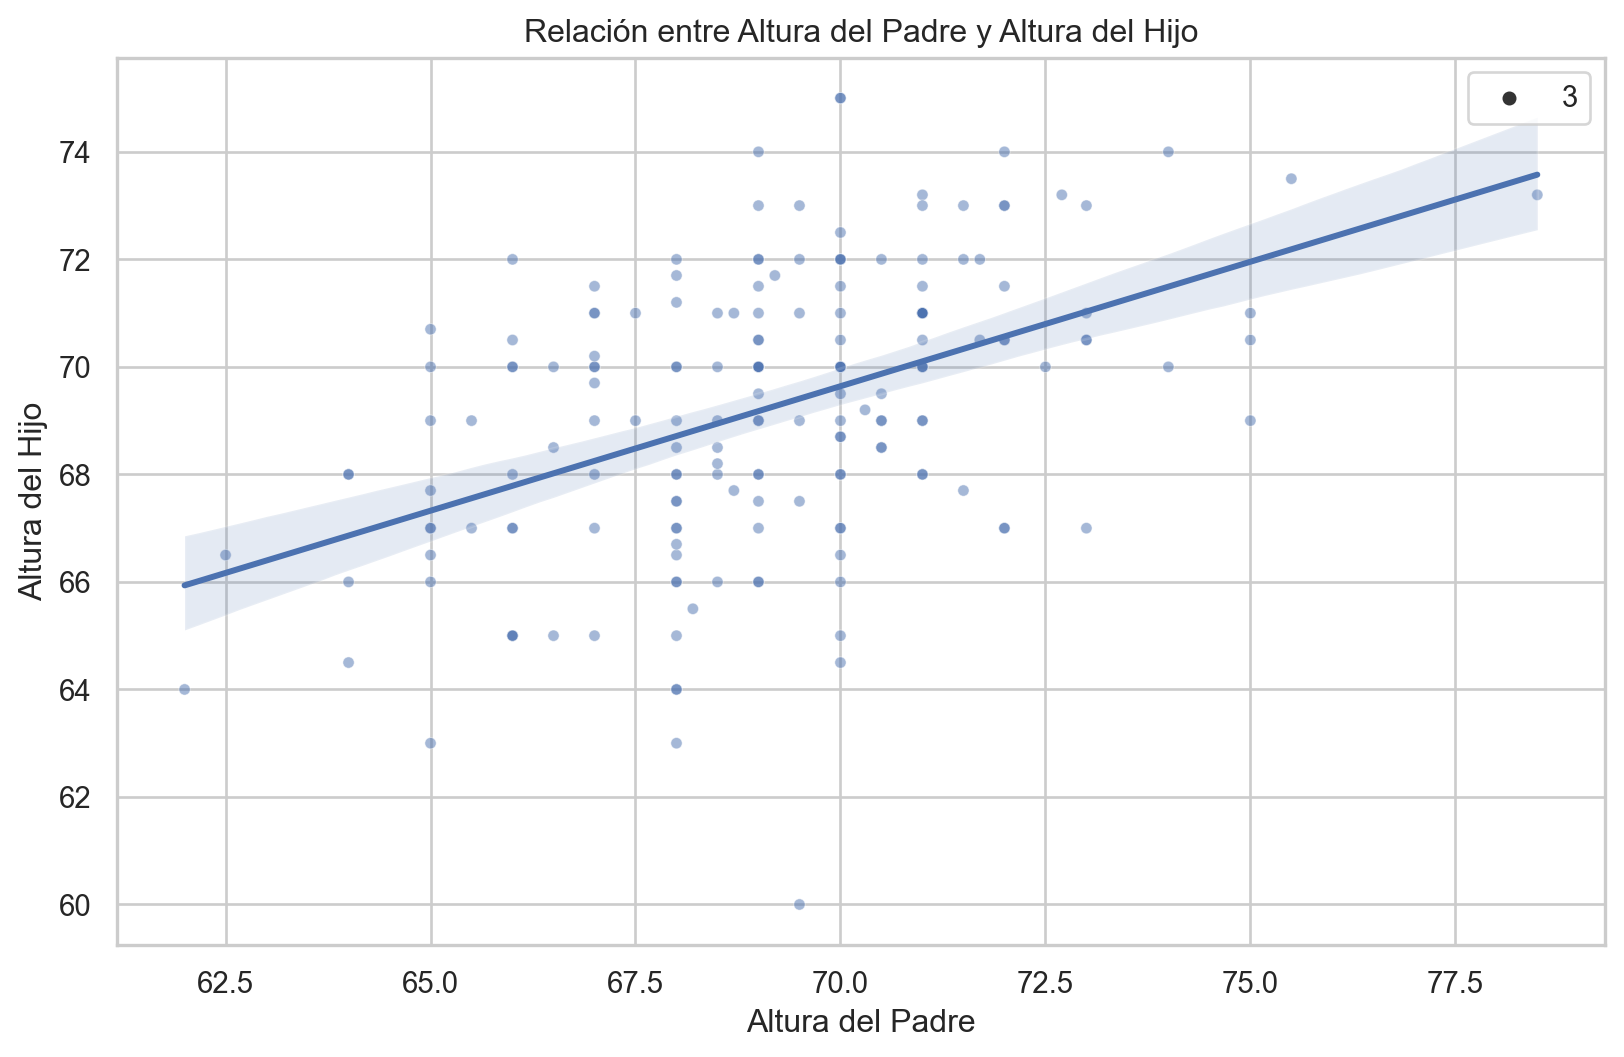 Relación entre Altura del Padre y Altura del Hijo
3
74
72
70
68
66
64
62
60
Altura del Hijo
62.5 65.0 67.5 70.0 72.5 75.0 77.5
Altura del Padre